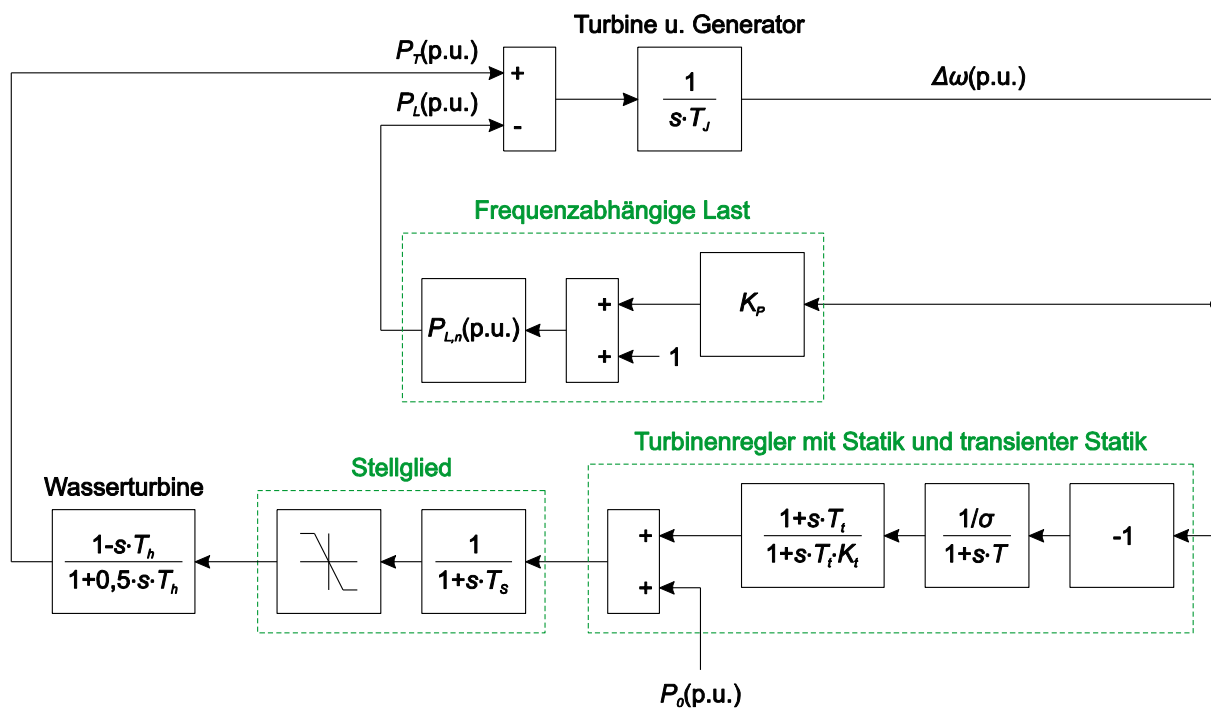 Turbine u. Generator
P_T(p.u.)
+
1
s·T_J
Δω(p.u.)
P_L(p.u.)
-
Frequenzabhängige Last
P_{L,n}(p.u.)
+
+
1
K_P
Turbinenregler mit Statik und transienter Statik
Stellglied
Wasserturbine
1-s·T_h
1+0,5·s·T_h
1
1+s·T_s
+
+
1+s·T_t
1+s·T_t·K_t
1/σ
1+s·T
-1
P_0(p.u.)